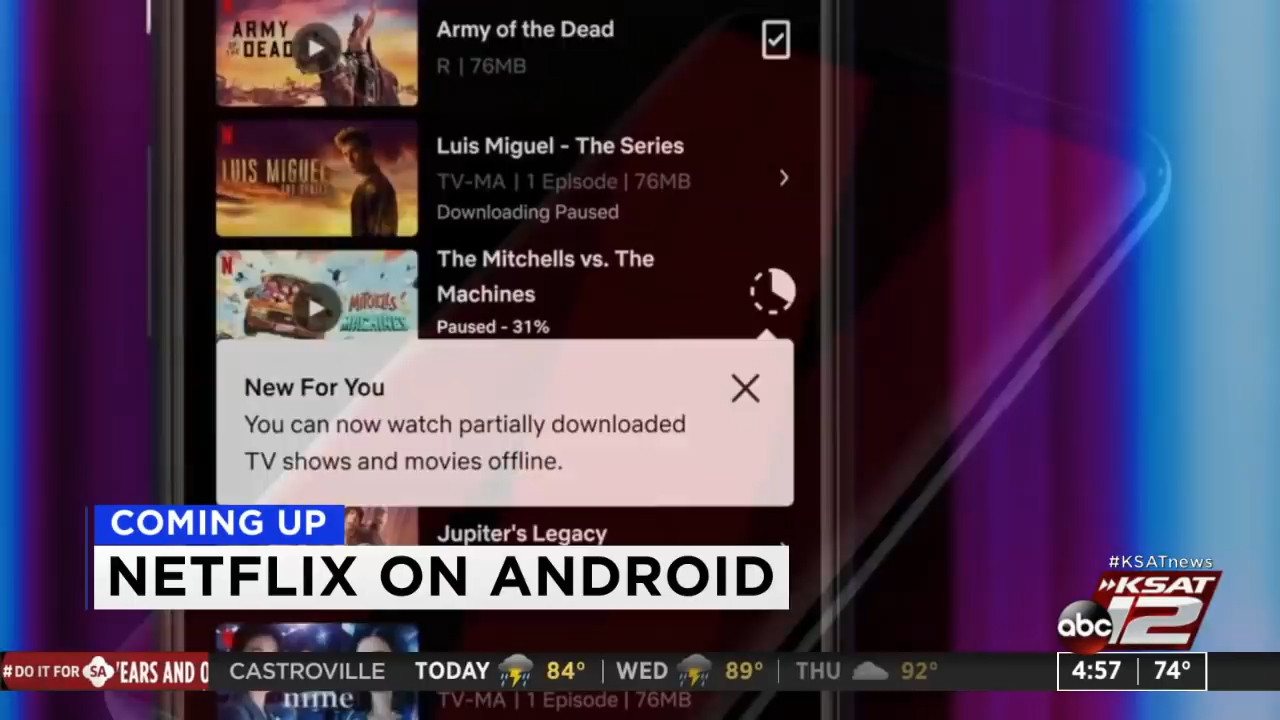 ARMY
OF THE
DEAD
Army of the Dead
R | 76MB
N
LUIS MIGUEL
THE SERIES
Luis Miguel - The Series
TV-MA | 1 Episode | 76MB
Downloading Paused
N
MITCHELLS
MACHINES
The Mitchells vs. The
Machines
Paused - 31%
New For You
You can now watch partially downloaded
TV shows and movies offline.
Jupiter's Legacy
COMING UP
NETFLIX ON ANDROID
#KSATnews
KSAT
abc 12
#DO IT FOR SA 'EARS AND O
CASTROVILLE TODAY 84° | WED 89° | THU 92°
4:57 | 74°
TV-MA | 1 Episode | 76MB